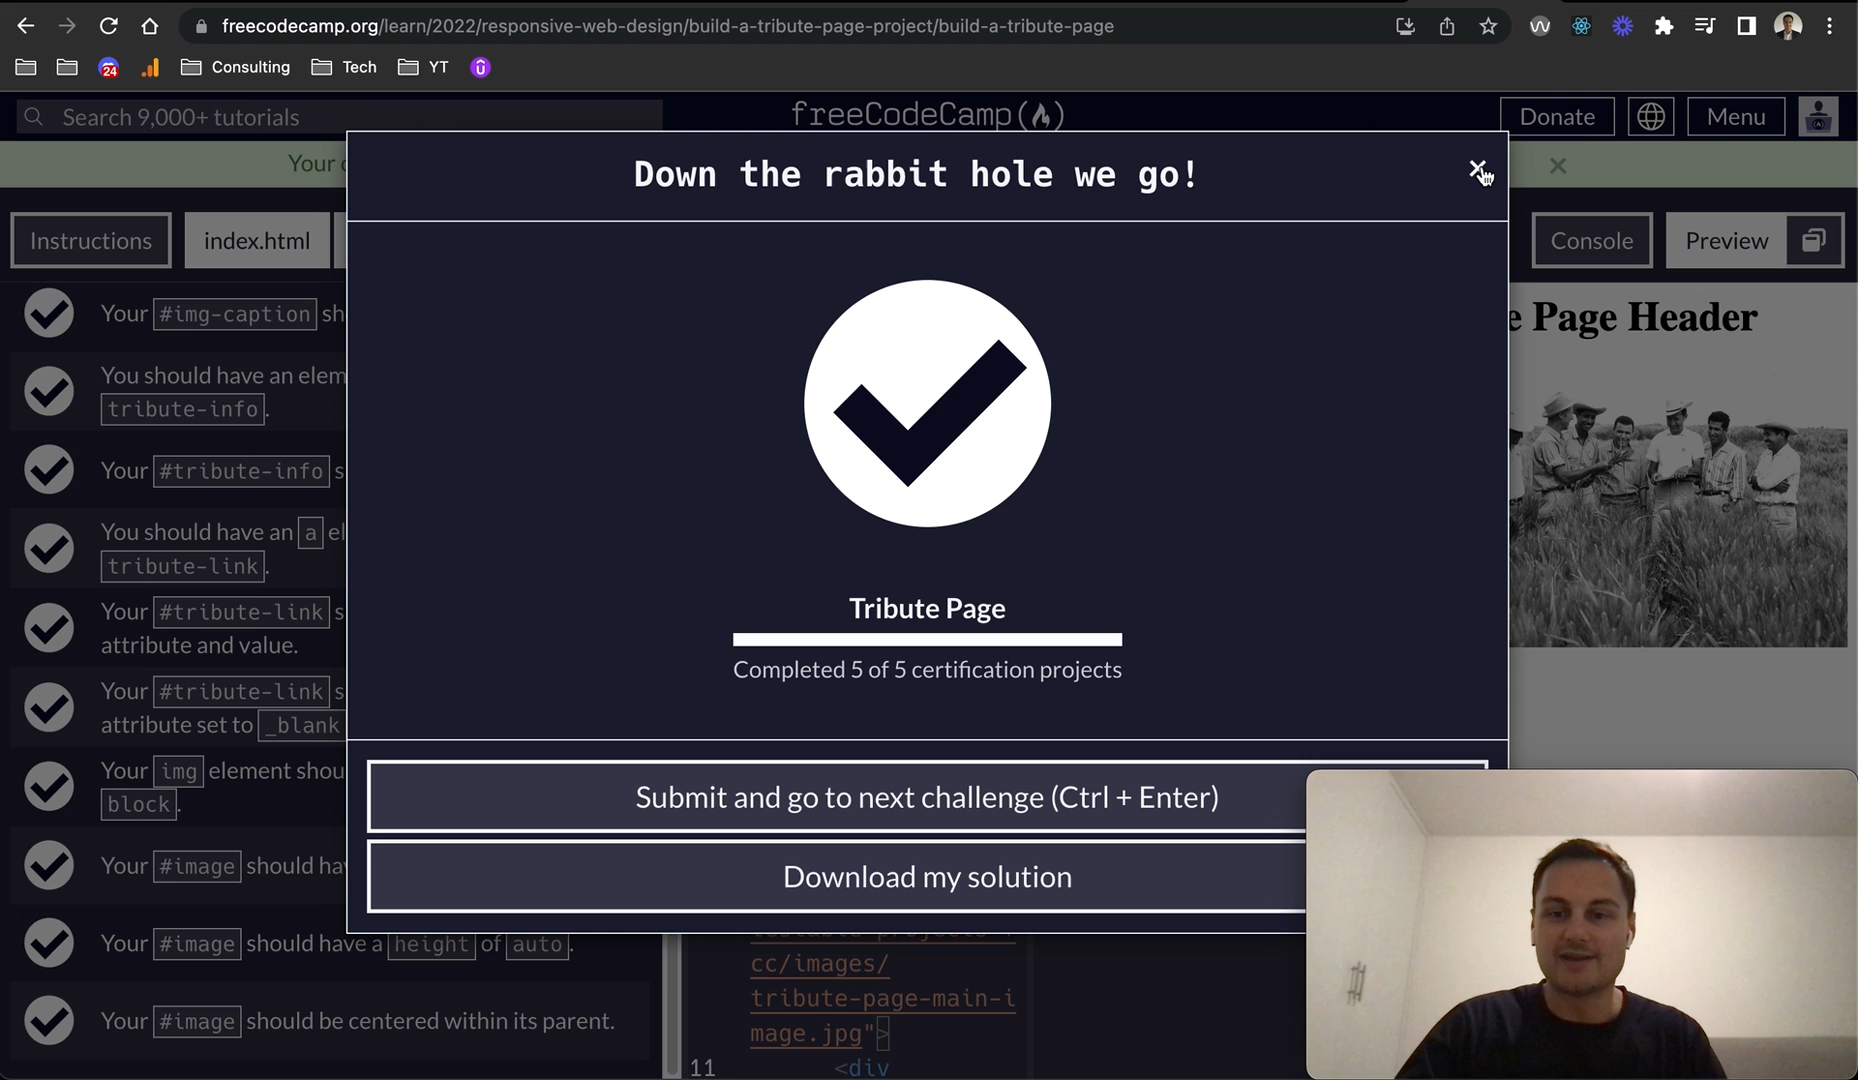 freecodecamp.org/learn/2022/responsive-web-design/build-a-tribute-page-project/build-a-tribute-page
24
Consulting
Tech
YT
Search 9,000+ tutorials
freeCodeCamp
Donate
Menu
Your
Down the rabbit hole we go!
Instructions
index.html
Console
Preview
Your #img-caption
You should have an
tribute-info.
Your #tribute-info
You should have an a
tribute-link.
Your #tribute-link
attribute and value.
Your #tribute-link
attribute set to _blank
Your img element
block.
Your #image should
Your #image should have a height of auto.
Your #image should be centered within its parent.
Page Header
Tribute Page
Completed 5 of 5 certification projects
Submit and go to next challenge (Ctrl + Enter)
Download my solution
cc/images/
tribute-page-main-i
mage.jpg">
11 <div